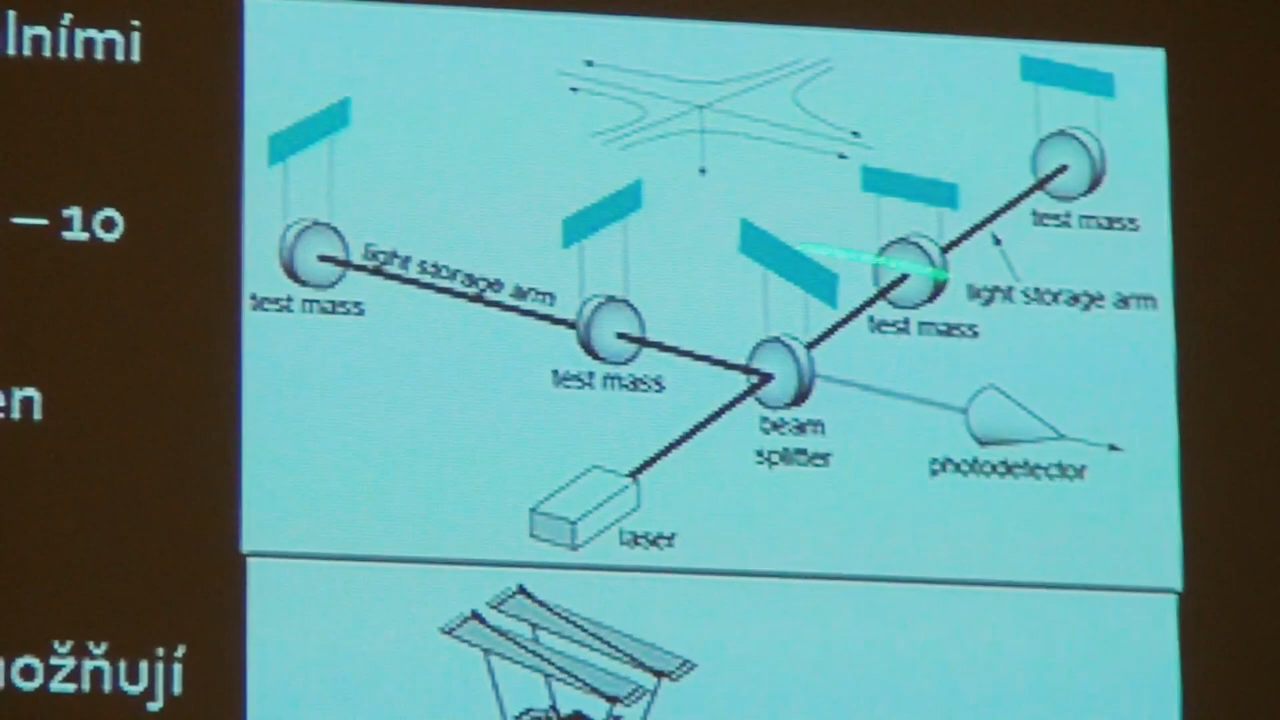 lními
– 10
en
ožňují
test mass
light storage arm
test mass
test mass
light storage arm
test mass
beam
splitter
photodetector
laser